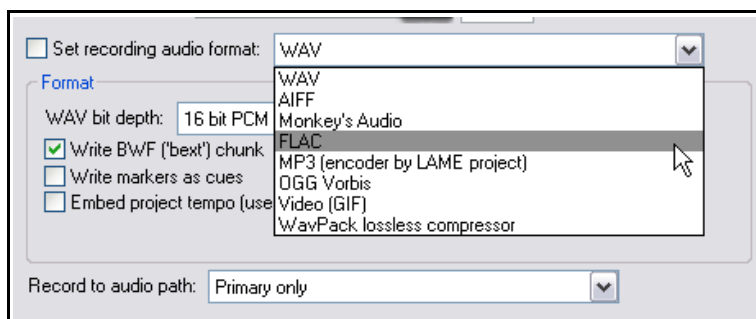 Set recording audio format: WAV
WAV
Format
AIFF
WAV bit depth: 16 bit PCM
Monkey's Audio
FLAC
Write BWF ('bext') chunk
MP3 (encoder by LAME project)
Write markers as cues
OGG Vorbis
Embed project tempo (use
Video (GIF)
WavPack lossless compressor
Record to audio path: Primary only